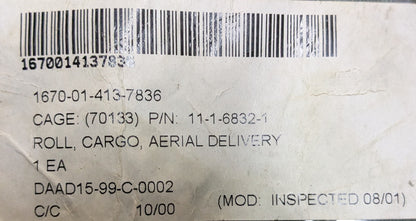 1670014137836
1670-01-413-7836
CAGE: (70133) P/N: 11-1-6832-1
ROLL, CARGO, AERIAL DELIVERY
1 EA
DAAD15-99-C-0002
C/C 10/00 (MOD: INSPECTED 08/01)